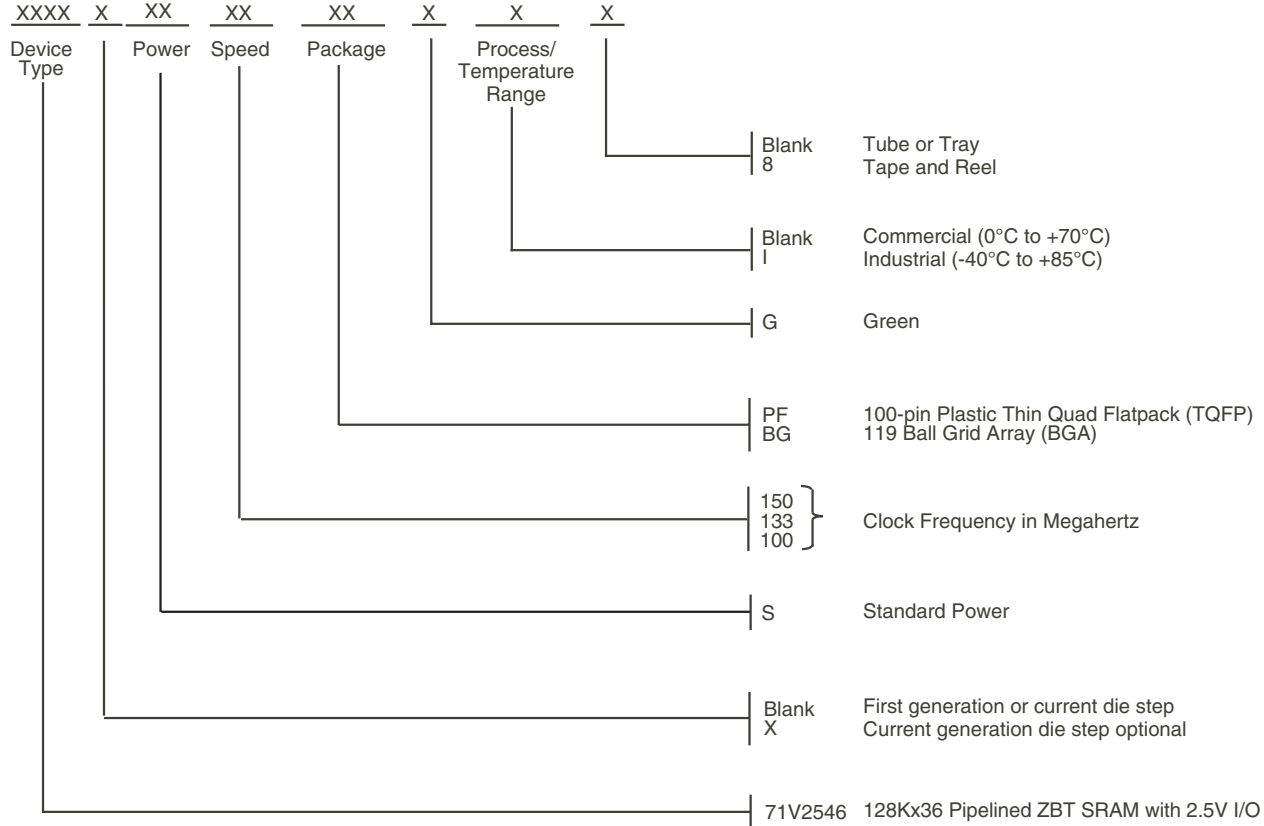 XXXX X XX XX XX X X X
Device Type Power Speed Package Process/
Temperature
Range
Blank Tube or Tray
8 Tape and Reel
Blank Commercial (0°C to +70°C)
I Industrial (-40°C to +85°C)
G Green
PF 100-pin Plastic Thin Quad Flatpack (TQFP)
BG 119 Ball Grid Array (BGA)
150
133 Clock Frequency in Megahertz
100
S Standard Power
Blank First generation or current die step
X Current generation die step optional
71V2546 128Kx36 Pipelined ZBT SRAM with 2.5V I/O